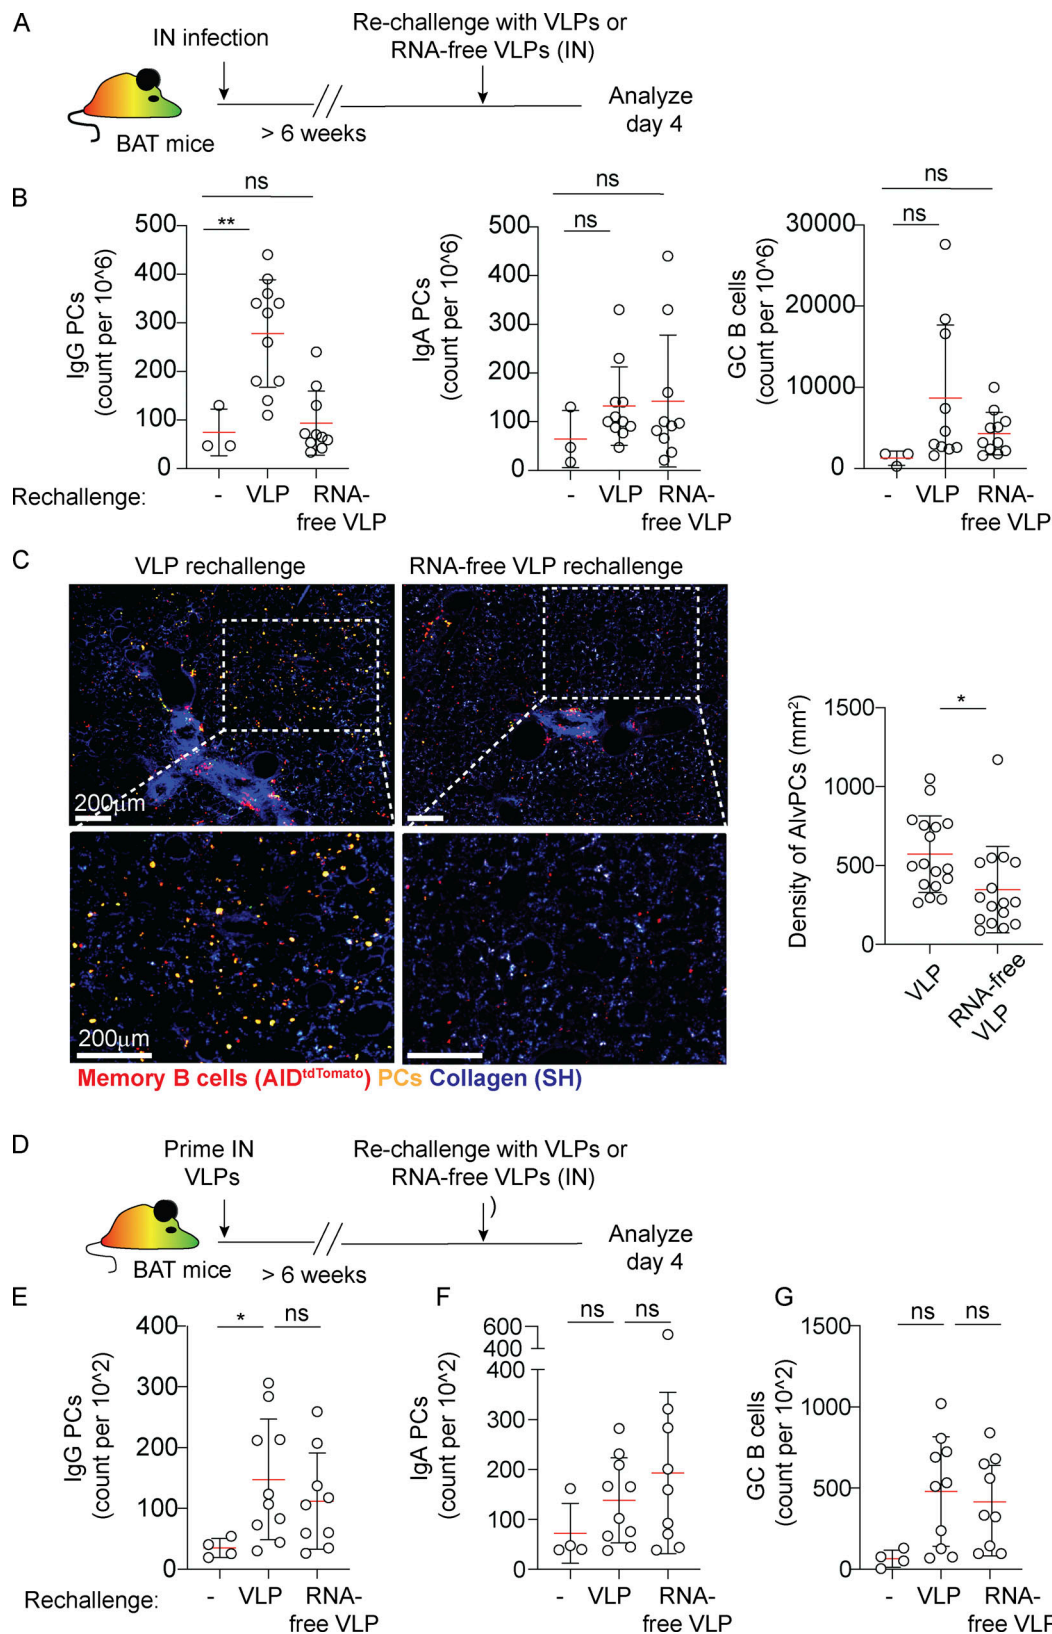 A
IN infection
Re-challenge with VLPs or
RNA-free VLPs (IN)
BAT mice
> 6 weeks
Analyze
day 4
B
ns
**
IgG PCs
(count per 10^6)
500
400
300
200
100
0
ns
ns
IgA PCs
(count per 10^6)
500
400
300
200
100
0
ns
ns
GC B cells
(count per 10^6)
30000
20000
10000
0
Rechallenge:
-
VLP
RNA-
free VLP
-
VLP
RNA-
free VLP
-
VLP
RNA-
free VLP
C
VLP rechallenge
RNA-free VLP rechallenge
200μm
200μm
Memory B cells (AIDtdTomato) PCs Collagen (SH)
Density of AlvPCs (mm2)
*
1500
1000
500
0
VLP
RNA-free
VLP
D
Prime IN
VLPs
Re-challenge with VLPs or
RNA-free VLPs (IN)
)
BAT mice
> 6 weeks
Analyze
day 4
E
*
ns
IgG PCs
(count per 10^2)
400
300
200
100
0
F
ns
ns
IgA PCs
(count per 10^2)
600
400
400
300
200
100
0
G
ns
ns
GC B cells
(count per 10^2)
1500
1000
500
0
Rechallenge:
-
VLP
RNA-
free VLP
-
VLP
RNA-
free VLP
-
VLP
RNA-
free VLP